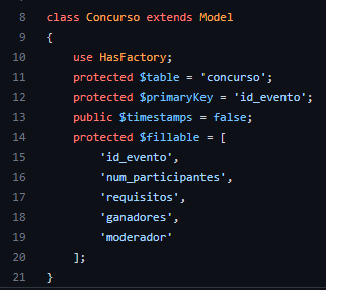 8 class Concurso extends Model
9 {
10 use HasFactory;
11 protected $table = "concurso';
12 protected $primaryKey = 'id_evento';
13 public $timestamps = false;
14 protected $fillable = [
15 'id_evento',
16 'num_participantes',
17 'requisitos',
18 'ganadores',
19 'moderador'
20 ];
21 }